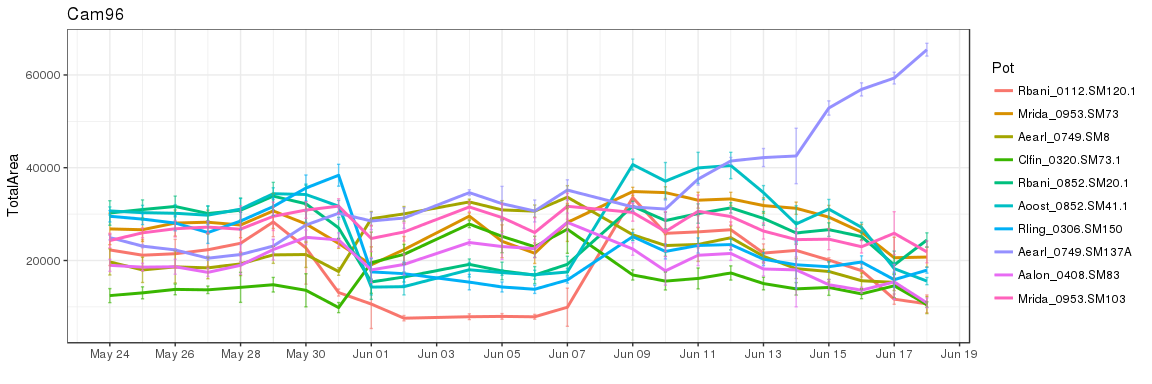 Cam96
TotalArea
60000
40000
20000
May 24 May 26 May 28 May 30 Jun 01 Jun 03 Jun 05 Jun 07 Jun 09 Jun 11 Jun 13 Jun 15 Jun 17 Jun 19
Pot
Rbani_0112.SM120.1
Mrida_0953.SM73
Aearl_0749.SM8
Clfin_0320.SM73.1
Rbani_0852.SM20.1
Aoost_0852.SM41.1
Rling_0306.SM150
Aearl_0749.SM137A
Aalon_0408.SM83
Mrida_0953.SM103